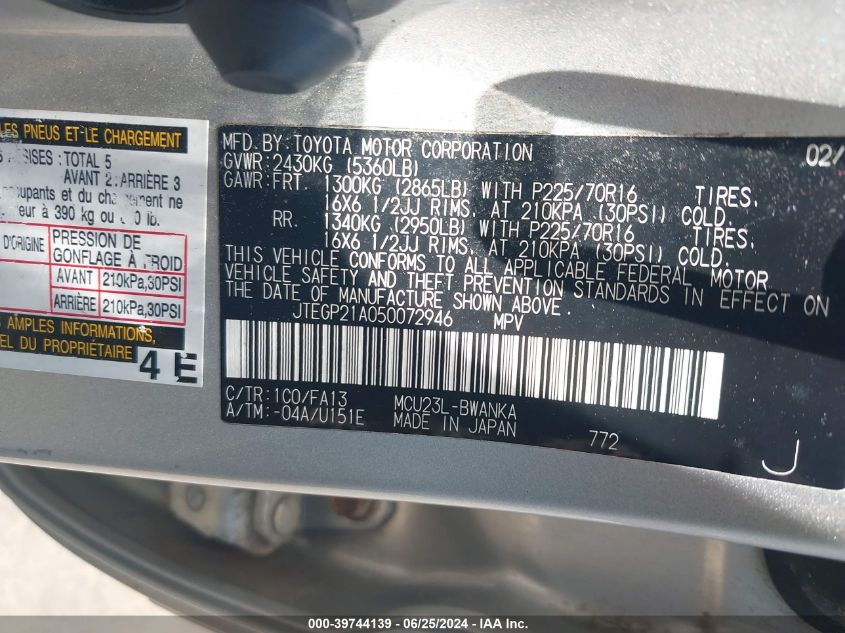 LES PNEUS ET LE CHARGEMENT
TOTAL 5
AVANT 2 ARRIÈRE 3
et du ne
à 390 kg ou lb.
D'ORIGINE PRESSION DE
GONFLAGE À FROID
AVANT 210kPa,30PSI
ARRIÈRE 210kPa,30PSI
AMPLES INFORMATIONS,
DU PROPRIÉTAIRE
4 E
MFD. BY: TOYOTA MOTOR CORPORATION 02/
GVWR: 2430KG (5360LB)
GAWR: FRT. 1300KG (2865LB) WITH P225/70R16 TIRES.
16X6 1/2JJ RIMS, AT 210KPA (30PSI) COLD.
RR. 1340KG (2950LB) WITH P225/70R16 TIRES.
16X6 1/2JJ RIMS, AT 210KPA (30PSI) COLD.
THIS VEHICLE CONFORMS TO ALL APPLICABLE FEDERAL MOTOR
VEHICLE SAFETY AND THEFT PREVENTION STANDARDS IN EFFECT ON
THE DATE OF MANUFACTURE SHOWN ABOVE.
JTEGP21A050072946 MPV
C/TR: 1C0/FA13 MCU23L-BWANKA
A/TM: -04A/U151E MADE IN JAPAN
772
J
000-39744139 - 06/25/2024 - IAA Inc.